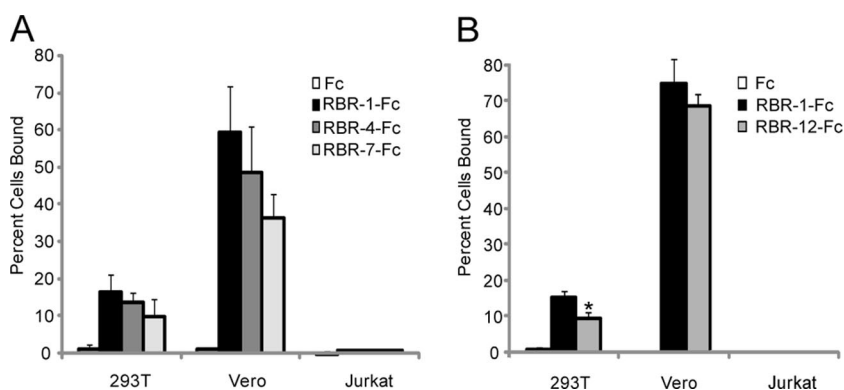 A
Percent Cells Bound
80
70
60
50
40
30
20
10
0
Fc
RBR-1-Fc
RBR-4-Fc
RBR-7-Fc
293T Vero Jurkat
B
Percent Cells Bound
80
70
60
50
40
30
20
10
0
Fc
RBR-1-Fc
RBR-12-Fc
*
293T Vero Jurkat